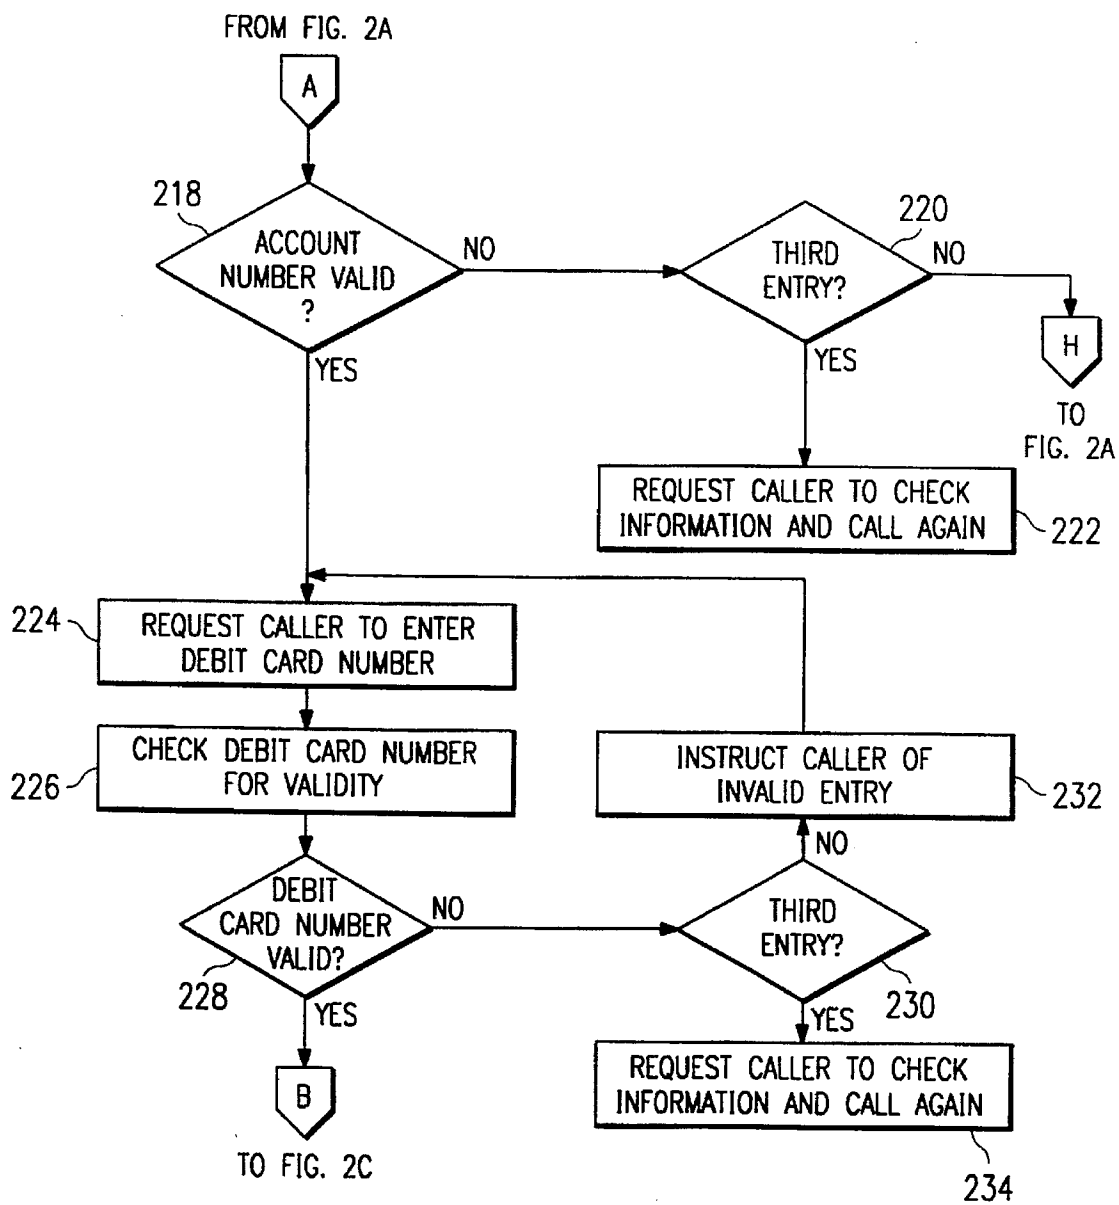 FROM FIG. 2A
A
218
ACCOUNT
NUMBER VALID
?
NO
YES
220
THIRD
ENTRY?
NO
YES
H
TO
FIG. 2A
REQUEST CALLER TO CHECK
INFORMATION AND CALL AGAIN
222
224
REQUEST CALLER TO ENTER
DEBIT CARD NUMBER
226
CHECK DEBIT CARD NUMBER
FOR VALIDITY
INSTRUCT CALLER OF
INVALID ENTRY
232
NO
DEBIT
CARD NUMBER
VALID?
228
NO
YES
THIRD
ENTRY?
230
YES
B
TO FIG. 2C
REQUEST CALLER TO CHECK
INFORMATION AND CALL AGAIN
234